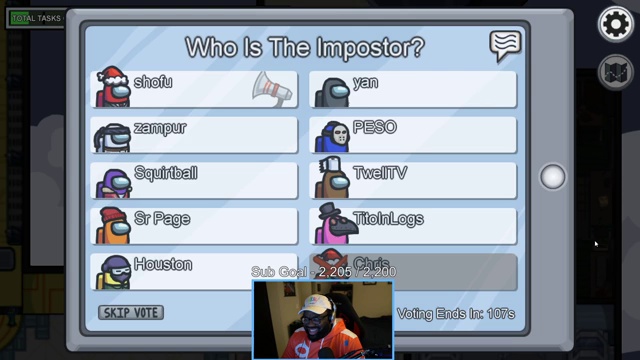 TOTAL TASKS
Who Is The Impostor?
shofu
yan
zampur
PESO
Squirtball
TwellTV
Sr Page
TitoInLogs
Houston
Chris
Sub Goal - 2,205 / 2,200
SKIP VOTE
Voting Ends In: 107s